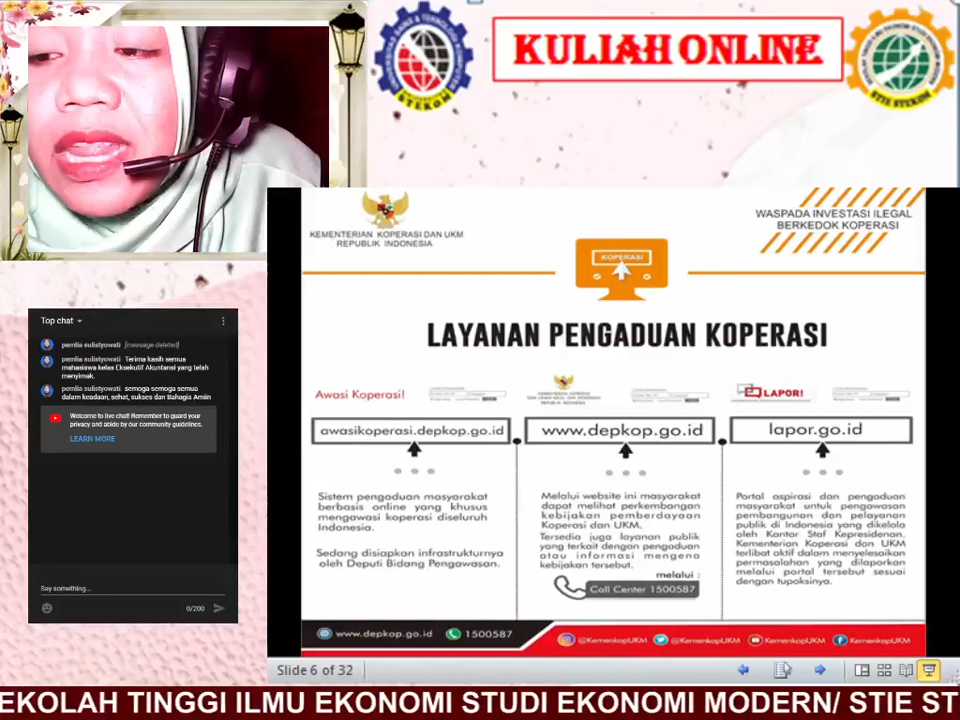 KULIAH ONLINE
STEKOM
STIE STEKOM
KEMENTERIAN KOPERASI DAN UKM
REPUBLIK INDONESIA
WASPADA INVESTASI ILEGAL
BERKEDOK KOPERASI
KOPERASI
LAYANAN PENGADUAN KOPERASI
Awasi Koperasi!
LAPOR!
awasikoperasi.depkop.go.id
www.depkop.go.id
lapor.go.id
Sistem pengaduan masyarakat
berbasis online yang khusus
mengawasi koperasi diseluruh
Indonesia.
Sedang disiapkan infrastrukturnya
oleh Deputi Bidang Pengawasan.
Melalui website ini masyarakat
dapat melihat perkembangan
kebijakan pemberdayaan
Koperasi dan UKM.
Tersedia juga layanan publik
yang terkait dengan pengaduan
atau informasi mengena
kebijakan tersebut.
melalui :
Call Center 1500587
Portal aspirasi dan pengaduan
masyarakat untuk pengawasan
pembangunan dan pelayanan
publik di Indonesia yang dikelola
oleh Kantor Staf Kepresidenan.
Kementerian Koperasi dan UKM
terlibat aktif dalam menyelesaikan
permasalahan yang dilaporkan
melalui portal tersebut sesuai
dengan tupoksinya.
www.depkop.go.id
1500587
@KemenkopUKM
@KemenkopUKM
KemenkopUKM
KemenkopUKM
Slide 6 of 32
Top chat
pemlia sulistyowati [message deleted]
pemlia sulistyowati Terima kasih semua
mahasiswa kelas Eksekutif Akuntansi yang telah
menyimak.
pemlia sulistyowati semoga semoga semua
dalam keadaan, sehat, sukses dan Bahagia Amiin
Welcome to live chat! Remember to guard your
privacy and abide by our community guidelines.
LEARN MORE
Say something...
0/200
EKOLAH TINGGI ILMU EKONOMI STUDI EKONOMI MODERN/ STIE ST